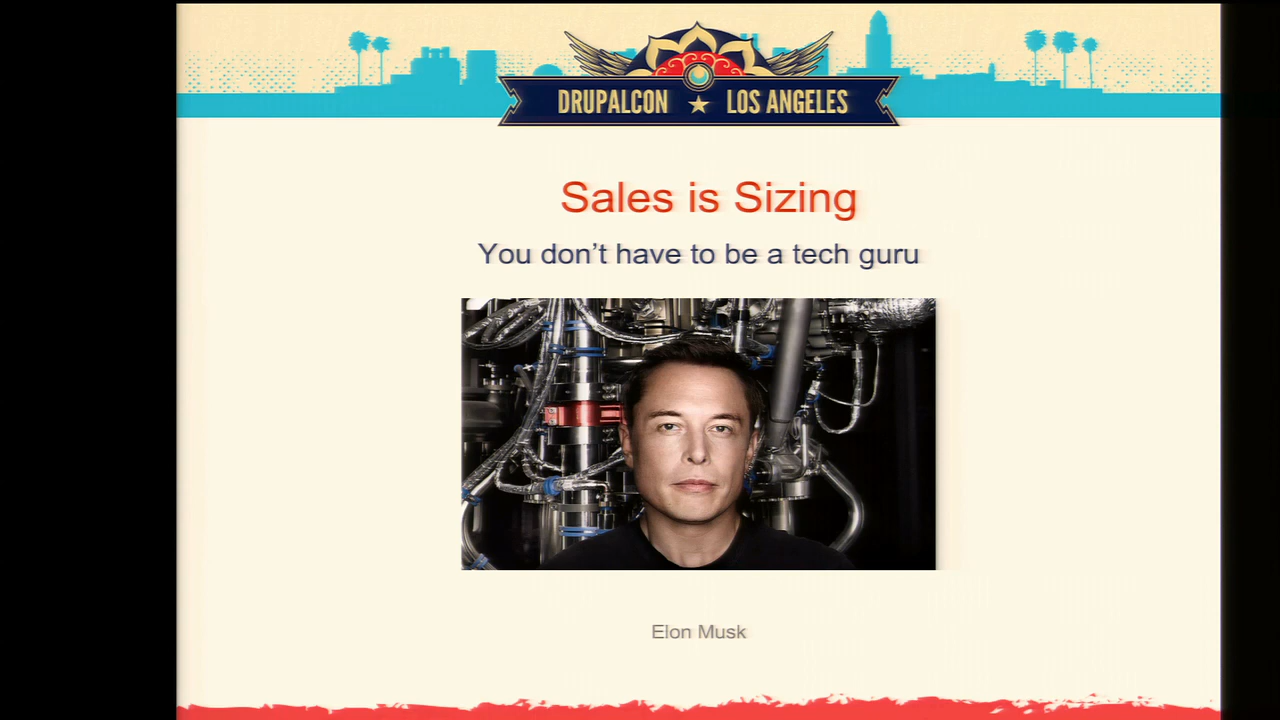 DRUPALCON ★ LOS ANGELES
Sales is Sizing
You don’t have to be a tech guru
Elon Musk